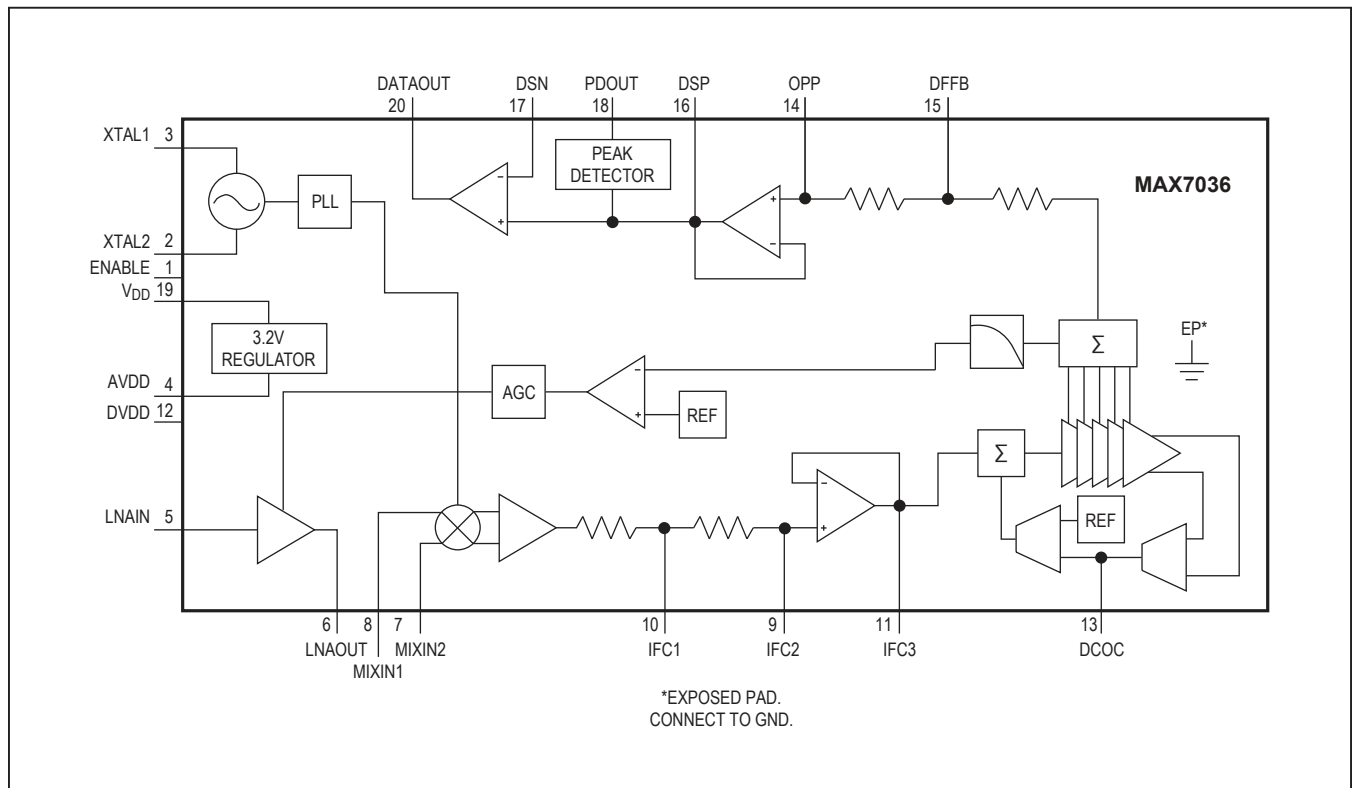 DATAOUT
20
DSN
17
PDOUT
18
DSP
16
OPP
14
DFFB
15
XTAL1 3
PEAK
DETECTOR
MAX7036
PLL
XTAL2 2
ENABLE 1
VDD 19
3.2V
REGULATOR
AVDD 4
DVDD 12
AGC
REF
Σ
EP*
Σ
REF
LNAIN 5
6
LNAOUT
8
MIXIN1
7
MIXIN2
10
IFC1
9
IFC2
11
IFC3
13
DCOC
*EXPOSED PAD.
CONNECT TO GND.